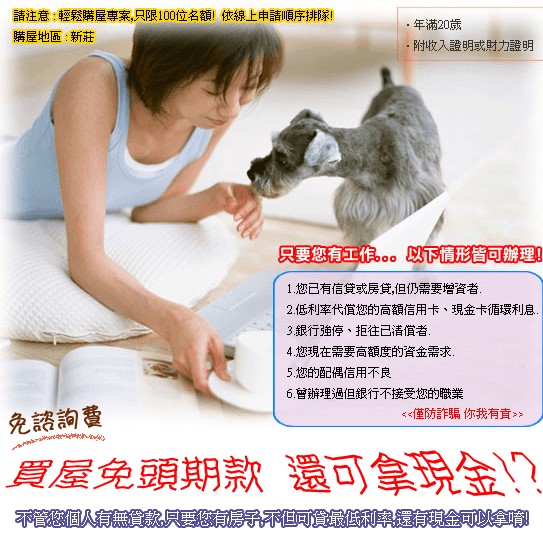 請注意 : 輕鬆購屋專案,只限100位名額! 依線上申請順序排隊!
購屋地區 : 新莊
· 年滿20歲
· 附收入證明或財力證明
只要您有工作。。。以下情形皆可辦理!
1.您已有信貸或房貸,但仍需要增資者.
2.低利率代償您的高額信用卡、現金卡循環利息.
3.銀行強停、拒往已清償者.
4.您現在需要高額度的資金需求.
5.您的配偶信用不良
6.曾辦理過但銀行不接受您的職業
<<僅防詐騙 你我有責>>
免諮詢費
買屋免頭期款 還可拿現金!?
不管您個人有無貸款,只要您有房子,不但可貸最低利率,還有現金可以拿唷!